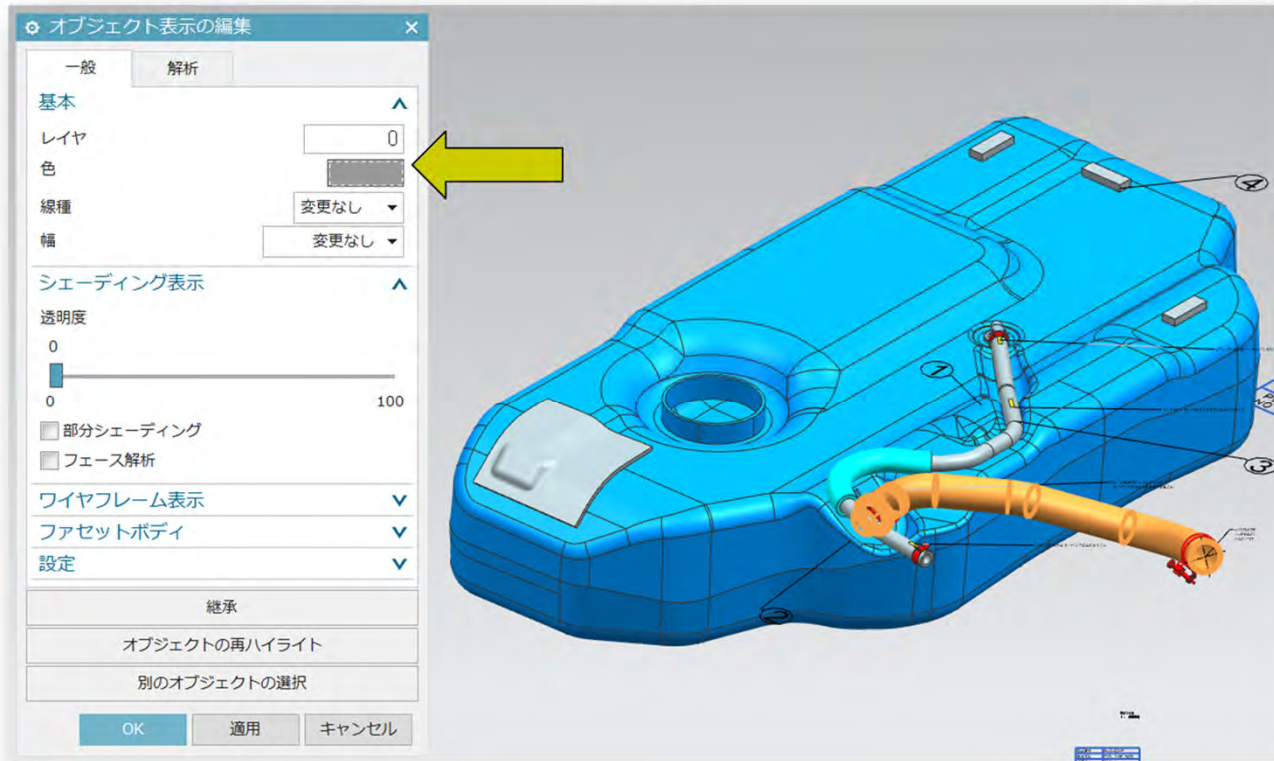 オブジェクト表示の編集
一般
解析
基本
レイヤ
0
色
線種
変更なし
幅
変更なし
シェーディング表示
透明度
0
0
100
部分シェーディング
フェース解析
ワイヤフレーム表示
ファセットボディ
設定
継承
オブジェクトの再ハイライト
別のオブジェクトの選択
OK
適用
キャンセル
4
1
3
2